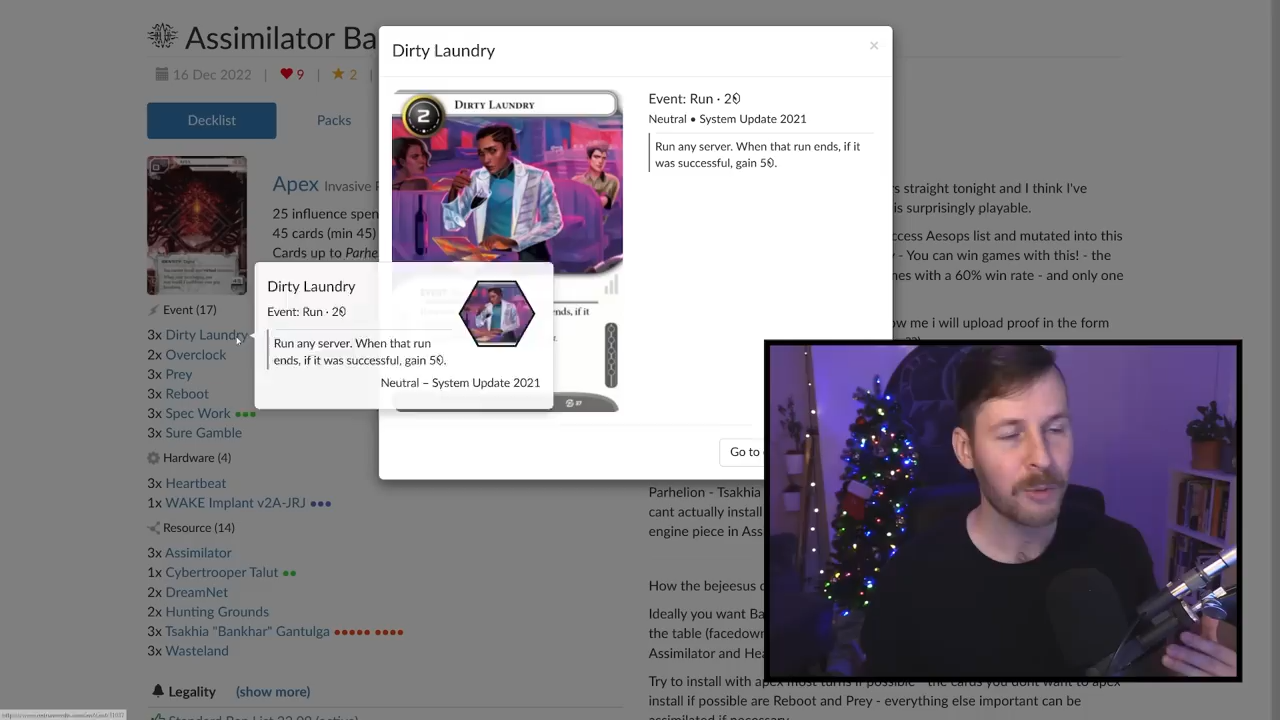 Assimilator Ba
16 Dec 2022 | 9 | 2 |
Decklist
Packs
Apex Invasive
25 influence spen
45 cards (min 45)
Cards up to Parhe
Event (17)
3x Dirty Laundry
2x Overclock
3x Prey
3x Reboot
3x Spec Work
3x Sure Gamble
Hardware (4)
3x Heartbeat
1x WAKE Implant v2A-JRJ
Resource (14)
3x Assimilator
1x Cybertrooper Talut
2x DreamNet
2x Hunting Grounds
3x Tsakhia "Bankhar" Gantulga
3x Wasteland
Legality (show more)
Dirty Laundry
×
2
DIRTY LAUNDRY
ends, if it
37
Event: Run · 2
Neutral • System Update 2021
Run any server. When that run ends, if it
was successful, gain 5.
Go to
Dirty Laundry
Event: Run · 2
Run any server. When that run
ends, if it was successful, gain 5.
Neutral – System Update 2021
s straight tonight and I think I've
is surprisingly playable.
ccess Aesops list and mutated into this
- You can win games with this! - the
nes with a 60% win rate - and only one
ow me i will upload proof in the form
Parhelion - Tsakhia
cant actually install
engine piece in Ass
How the bejeesus
Ideally you want Ba
the table (facedown
Assimilator and Hea
Try to install with apex most turns if possible - the cards you dont want to apex
install if possible are Reboot and Prey - everything else important can be
assimilated if necessary